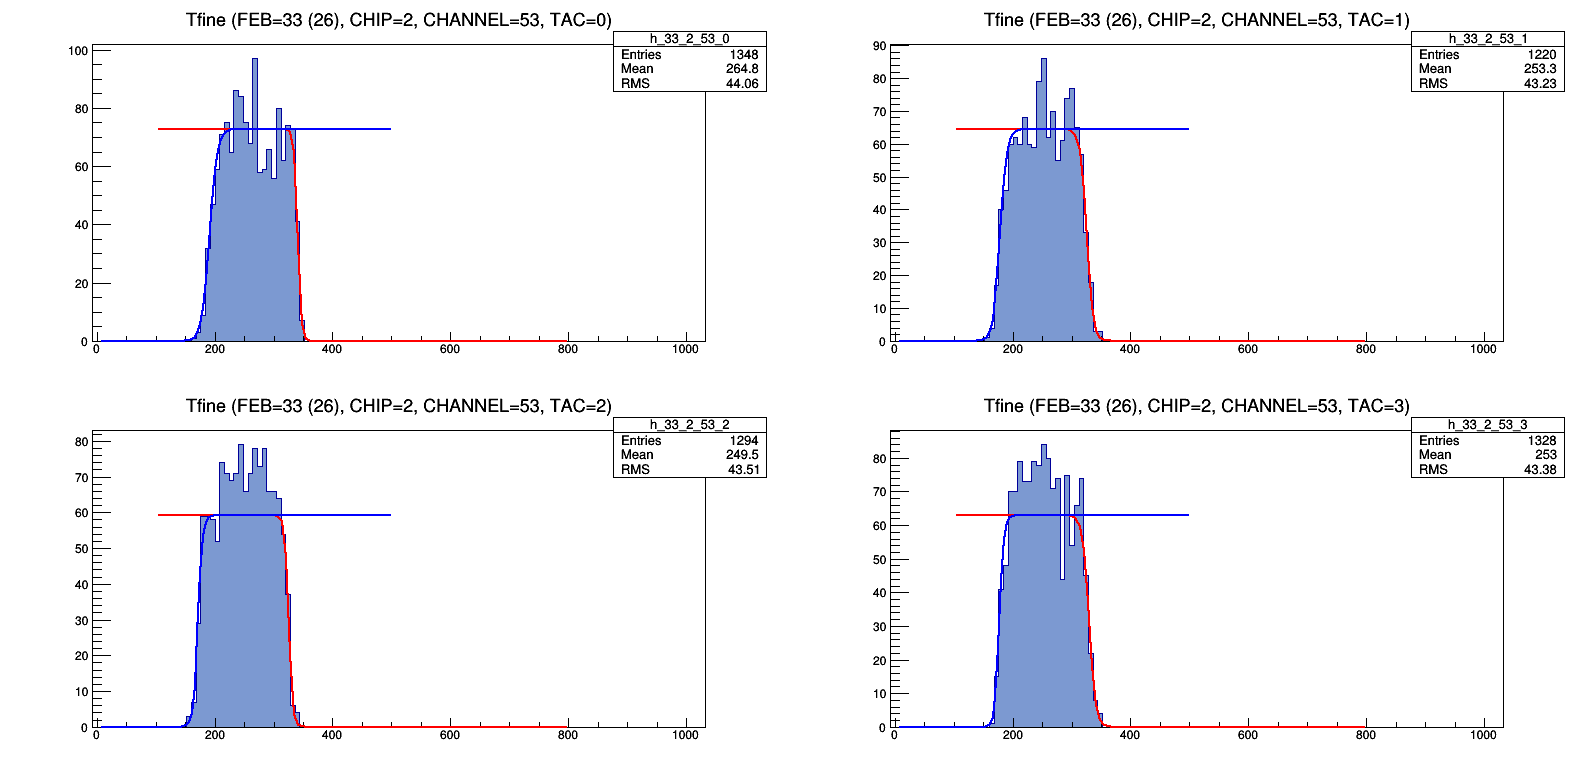 Tfine (FEB=33 (26), CHIP=2, CHANNEL=53, TAC=0)
h_33_2_53_0
Entries 1348
Mean 264.8
RMS 44.06
100
80
60
40
20
0
0 200 400 600 800 1000
Tfine (FEB=33 (26), CHIP=2, CHANNEL=53, TAC=1)
h_33_2_53_1
Entries 1220
Mean 253.3
RMS 43.23
90
80
70
60
50
40
30
20
10
0
0 200 400 600 800 1000
Tfine (FEB=33 (26), CHIP=2, CHANNEL=53, TAC=2)
h_33_2_53_2
Entries 1294
Mean 249.5
RMS 43.51
80
70
60
50
40
30
20
10
0
0 200 400 600 800 1000
Tfine (FEB=33 (26), CHIP=2, CHANNEL=53, TAC=3)
h_33_2_53_3
Entries 1328
Mean 253
RMS 43.38
80
70
60
50
40
30
20
10
0
0 200 400 600 800 1000